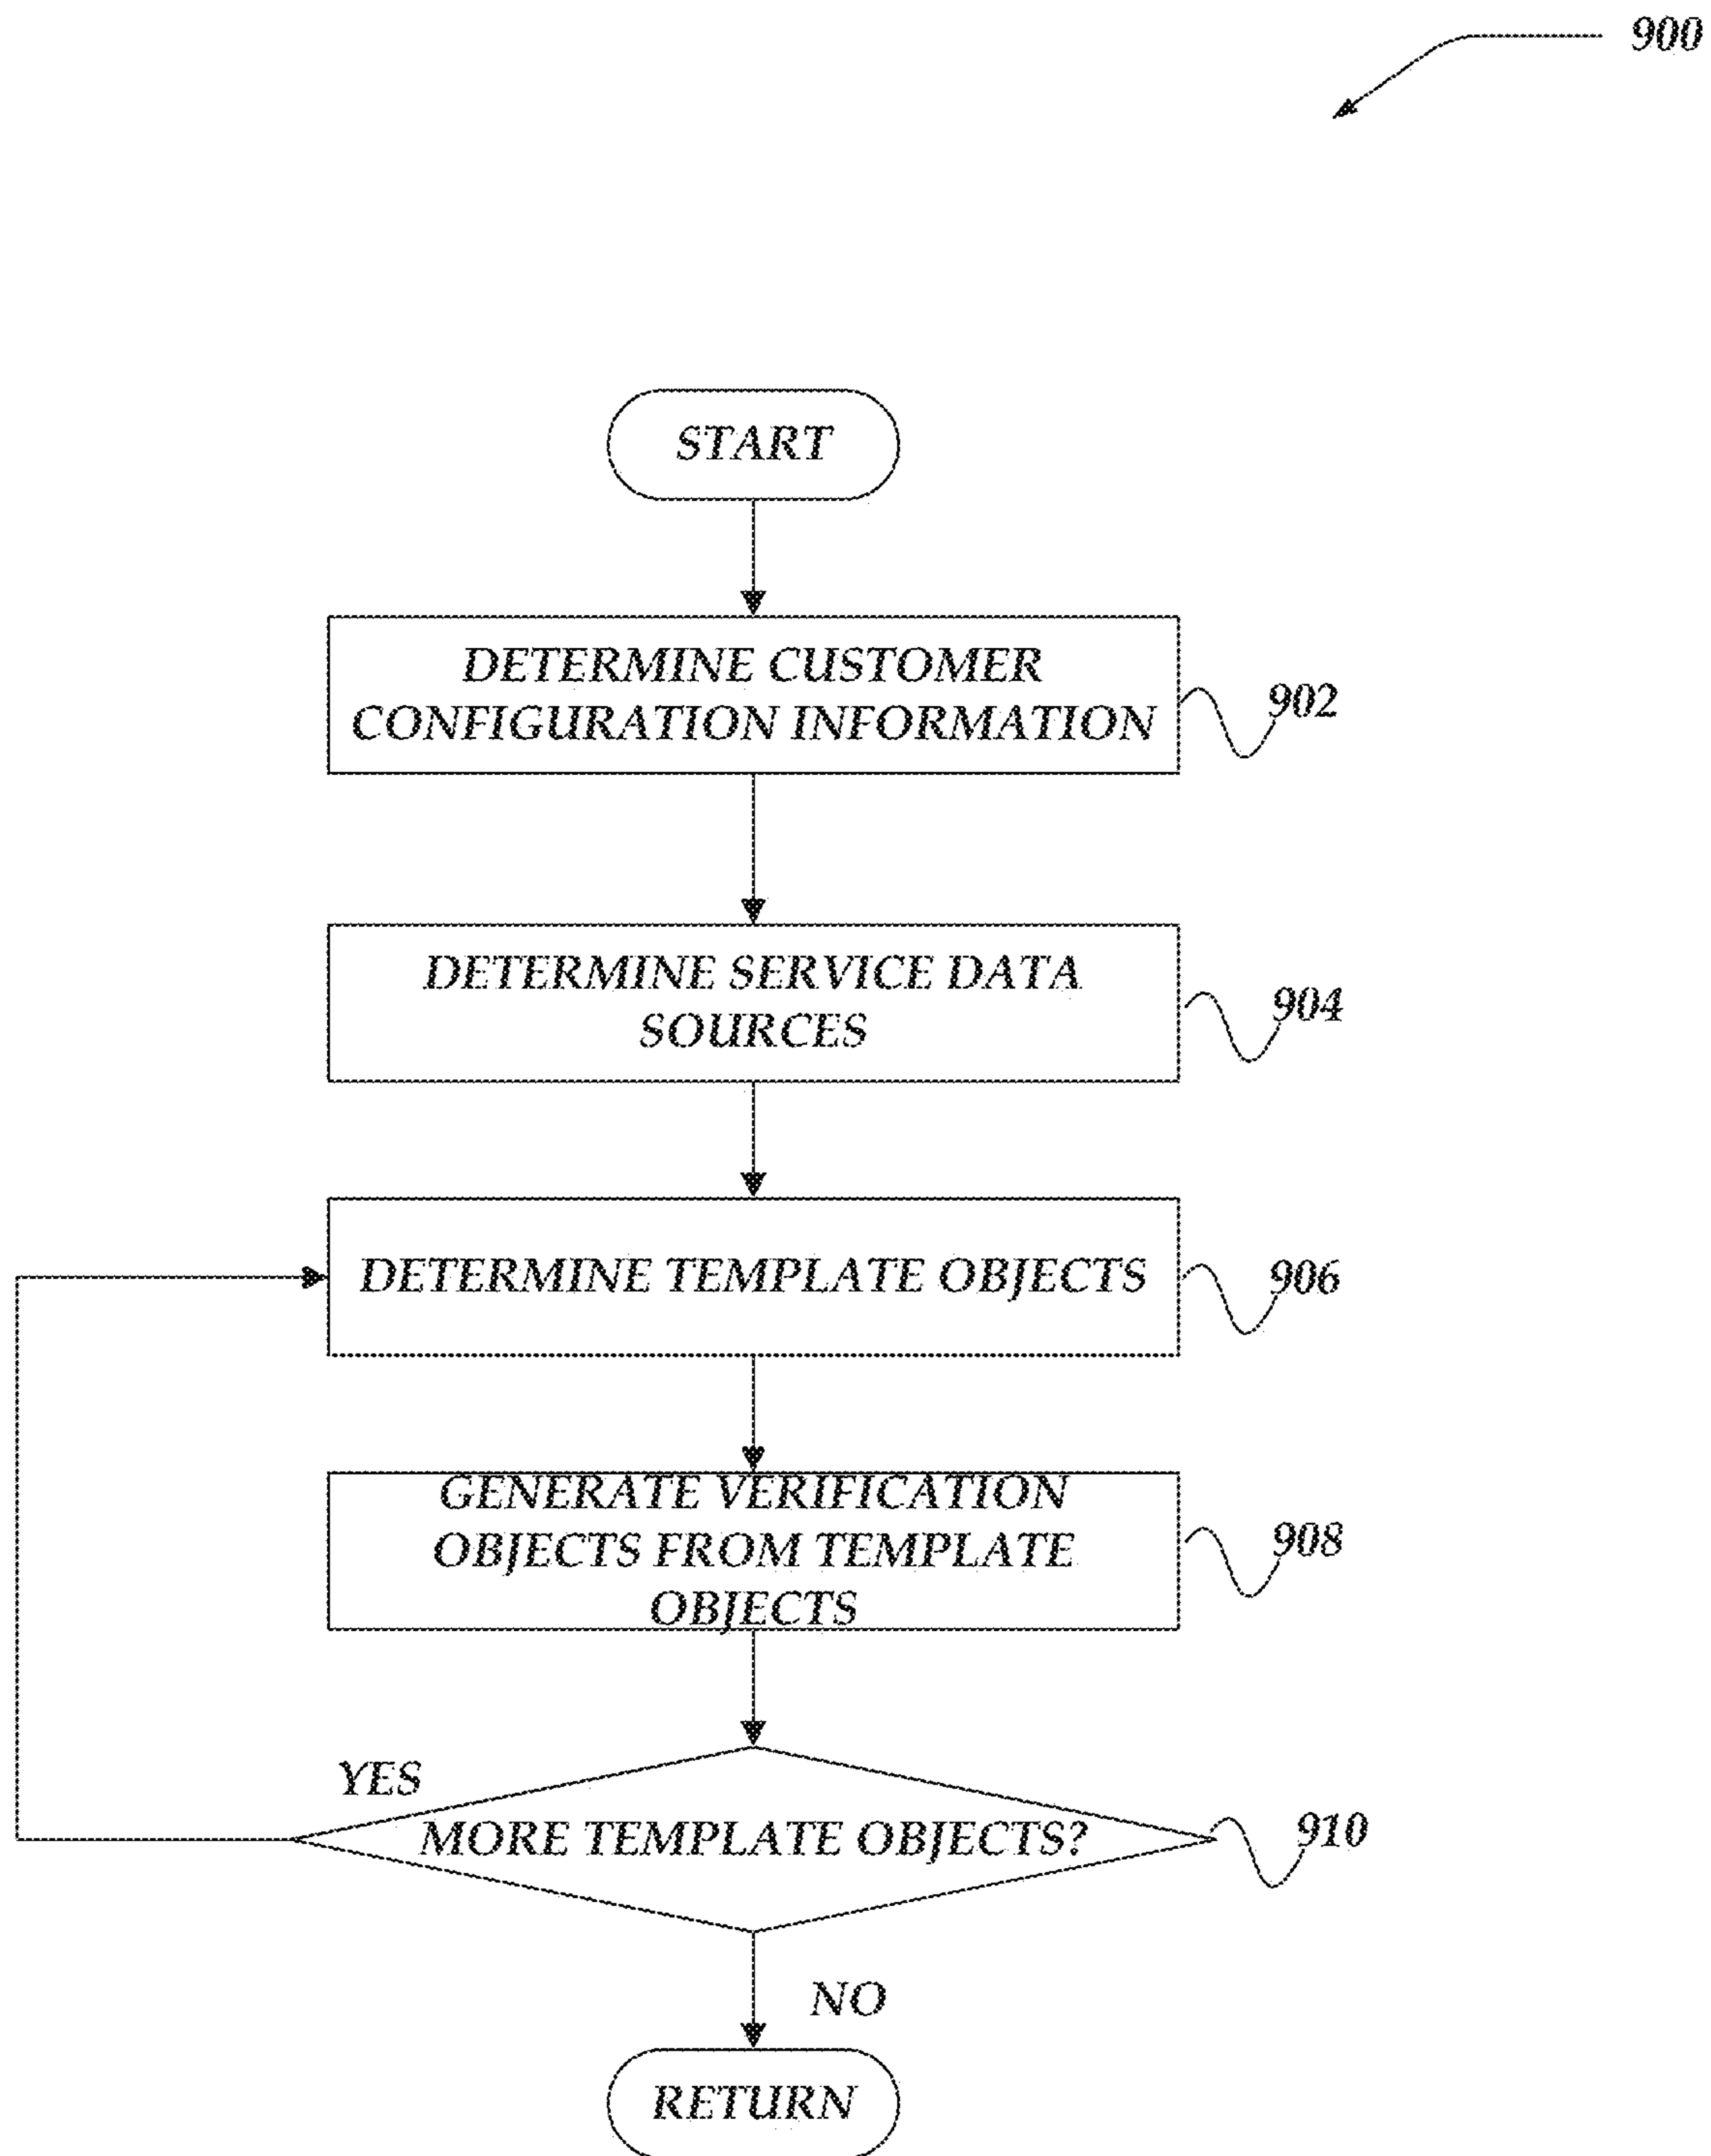 900
START
DETERMINE CUSTOMER
CONFIGURATION INFORMATION
902
DETERMINE SERVICE DATA
SOURCES
904
DETERMINE TEMPLATE OBJECTS
906
GENERATE VERIFICATION
OBJECTS FROM TEMPLATE
OBJECTS
908
YES
MORE TEMPLATE OBJECTS?
910
NO
RETURN